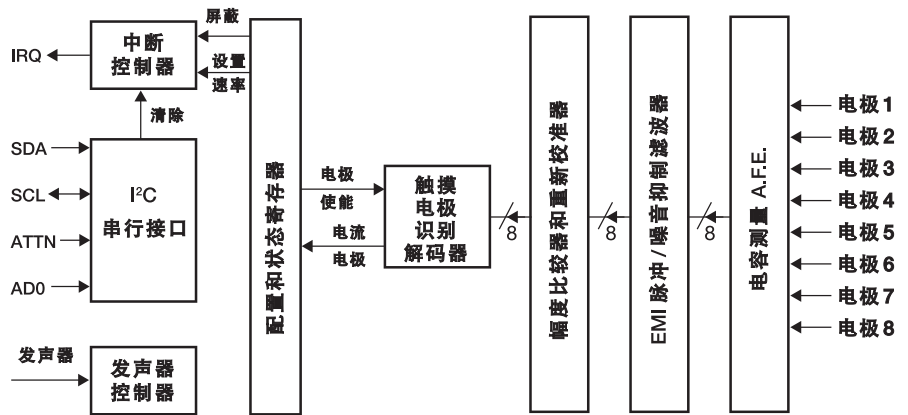 屏蔽
中断
控制器
IRQ
设置
速率
清除
SDA
SCL
ATTN
AD0
I²C
串行接口
发声器
发声器
控制器
配置和状态寄存器
电极
使能
电流
电极
触摸
电极
识别
解码器
8
幅度比较器和重新校准器
8
EMI 脉冲/噪音抑制滤波器
8
电容测量 A.F.E.
电极 1
电极 2
电极 3
电极 4
电极 5
电极 6
电极 7
电极 8